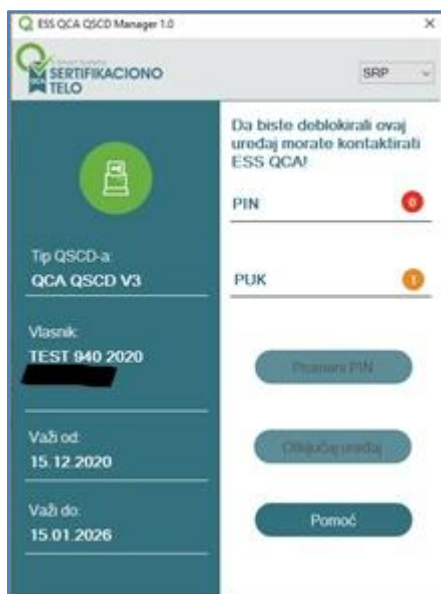 ESS QCA QSCD Manager 1.0
SERTIFIKACIONO
TELO
SRP
Da biste deblokirali ovaj
uređaj morate kontaktirati
ESS QCA!
PIN
0
Tip QSCD-a:
QCA QSCD V3
PUK
1
Vlasnik:
TEST 940 2020
Promeni PIN
Važi od:
15.12.2020
Otključaj uređaj
Važi do:
15.01.2026
Pomoć